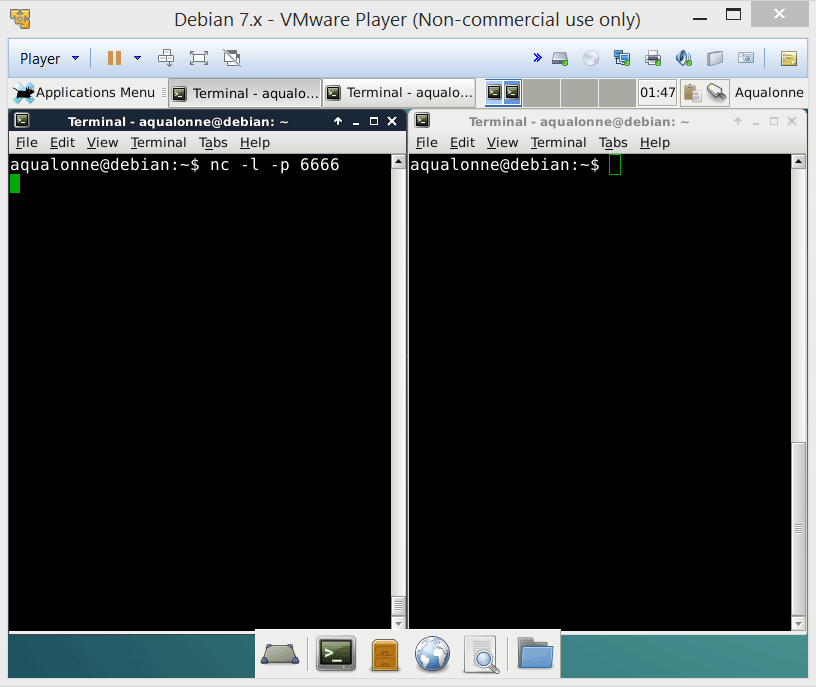 Debian 7.x - VMware Player (Non-commercial use only)
Player
Applications Menu Terminal - aqualo... Terminal - aqualo... 01:47 Aqualonne
Terminal - aqualonne@debian: ~
File Edit View Terminal Tabs Help
aqualonne@debian:~$ nc -l -p 6666
Terminal - aqualonne@debian: ~
File Edit View Terminal Tabs Help
aqualonne@debian:~$